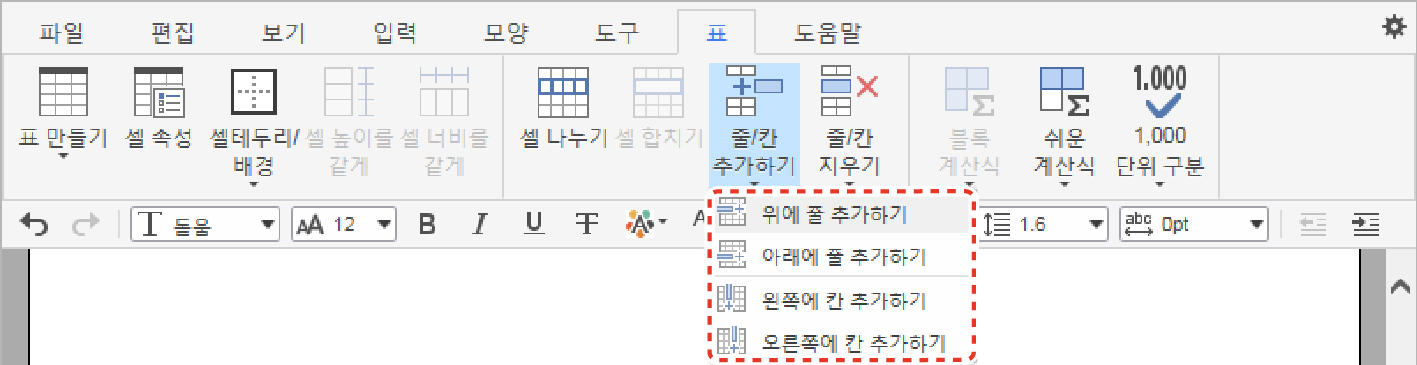 파일 편집 보기 입력 모양 도구 표 도움말
1.000
표 만들기 셀 속성 셀테두리/ 셀 높이를 셀 너비를 셀 나누기 셀 합치기 줄/칸 줄/칸 블록 쉬운 1,000
배경 같게 같게 추가하기 지우기 계산식 계산식 단위 구분
T 돋움 AA 12 B I U T A 1.6 abc 0pt
위에 쭐 추가하기
아래에 쭐 추가하기
왼쪽에 칸 추가하기
오른쪽에 칸 추가하기